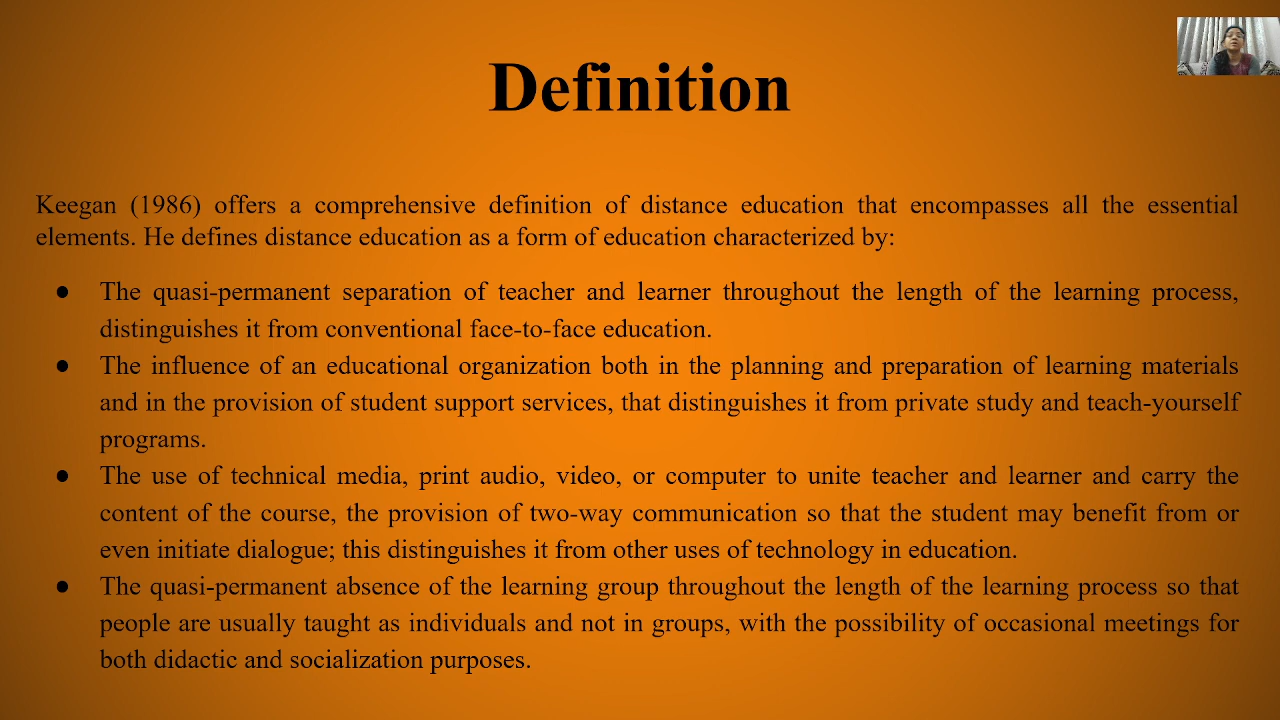 Definition
Keegan (1986) offers a comprehensive definition of distance education that encompasses all the essential
elements. He defines distance education as a form of education characterized by:
● The quasi-permanent separation of teacher and learner throughout the length of the learning process,
distinguishes it from conventional face-to-face education.
● The influence of an educational organization both in the planning and preparation of learning materials
and in the provision of student support services, that distinguishes it from private study and teach-yourself
programs.
● The use of technical media, print audio, video, or computer to unite teacher and learner and carry the
content of the course, the provision of two-way communication so that the student may benefit from or
even initiate dialogue; this distinguishes it from other uses of technology in education.
● The quasi-permanent absence of the learning group throughout the length of the learning process so that
people are usually taught as individuals and not in groups, with the possibility of occasional meetings for
both didactic and socialization purposes.